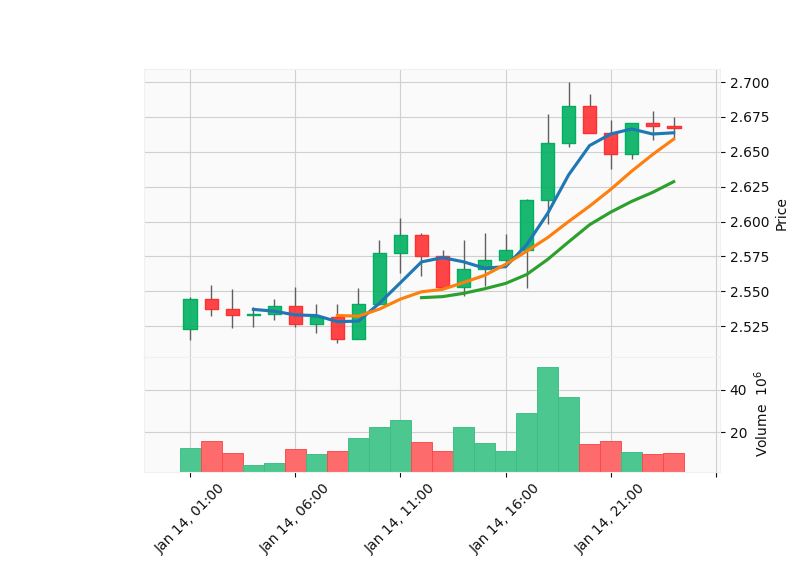 2.700
2.675
2.650
2.625
2.600
2.575
2.550
2.525
Price
40
20
Volume 10⁶
Jan 14, 01:00
Jan 14, 06:00
Jan 14, 11:00
Jan 14, 16:00
Jan 14, 21:00